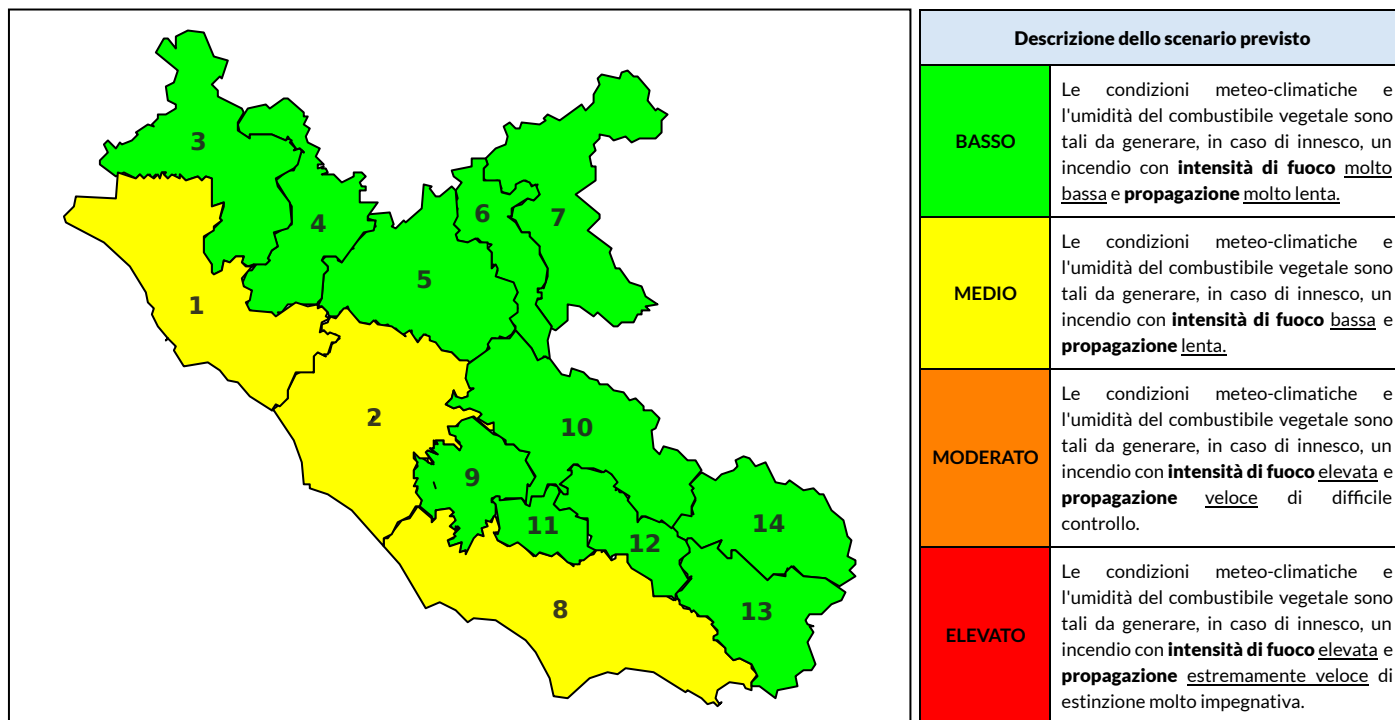 3
4
6
7
5
1
2
10
9
11
12
14
8
13
Descrizione dello scenario previsto
BASSO
Le condizioni meteo-climatiche e
l'umidità del combustibile vegetale sono
tali da generare, in caso di innesco, un
incendio con intensità di fuoco molto
bassa e propagazione molto lenta.
MEDIO
Le condizioni meteo-climatiche e
l'umidità del combustibile vegetale sono
tali da generare, in caso di innesco, un
incendio con intensità di fuoco bassa e
propagazione lenta.
MODERATO
Le condizioni meteo-climatiche e
l'umidità del combustibile vegetale sono
tali da generare, in caso di innesco, un
incendio con intensità di fuoco elevata e
propagazione veloce di difficile
controllo.
ELEVATO
Le condizioni meteo-climatiche e
l'umidità del combustibile vegetale sono
tali da generare, in caso di innesco, un
incendio con intensità di fuoco elevata e
propagazione estremamente veloce di
estinzione molto impegnativa.